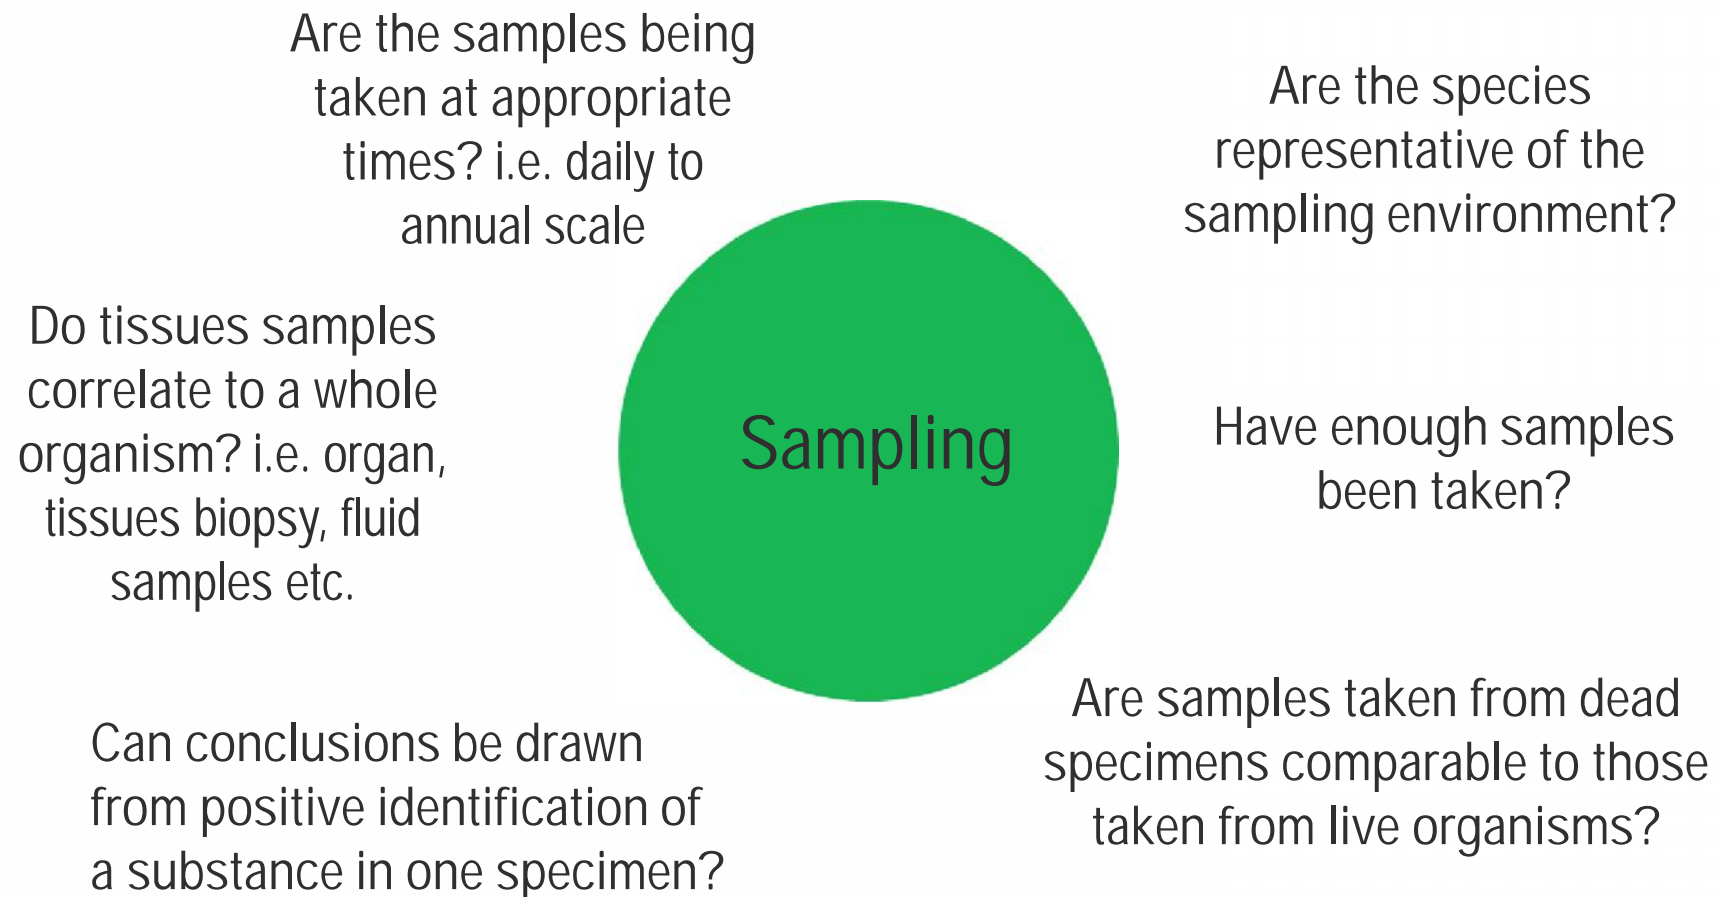 Are the samples being
taken at appropriate
times? i.e. daily to
annual scale
Are the species
representative of the
sampling environment?
Do tissues samples
correlate to a whole
organism? i.e. organ,
tissues biopsy, fluid
samples etc.
Sampling
Have enough samples
been taken?
Can conclusions be drawn
from positive identification of
a substance in one specimen?
Are samples taken from dead
specimens comparable to those
taken from live organisms?